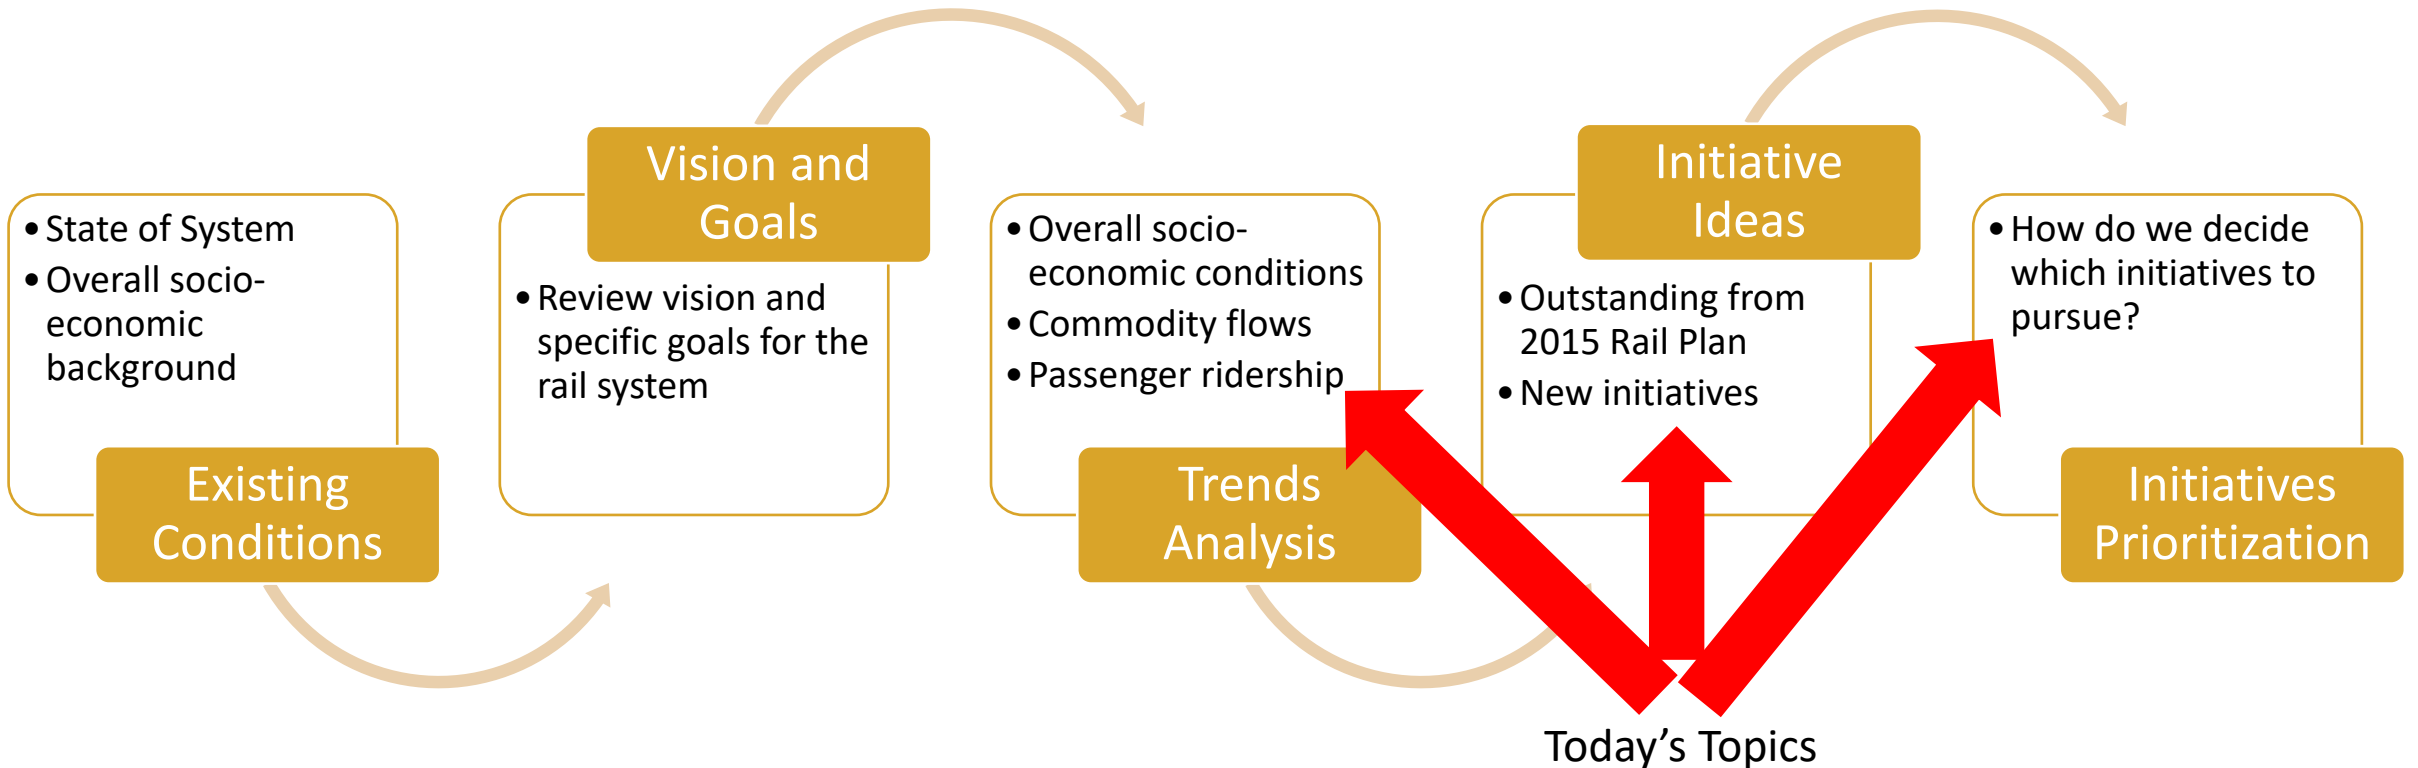 • State of System
• Overall socio-
economic
background
Existing
Conditions
Vision and
Goals
• Review vision and
specific goals for the
rail system
• Overall socio-
economic conditions
• Commodity flows
• Passenger ridership
Trends
Analysis
Initiative
Ideas
• Outstanding from
2015 Rail Plan
• New initiatives
• How do we decide
which initiatives to
pursue?
Initiatives
Prioritization
Today’s Topics